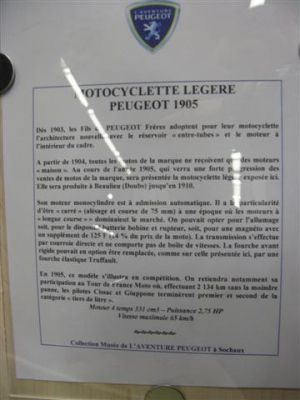 L'AVENTURE
PEUGEOT
MOTOCYCLETTE LEGERE
PEUGEOT 1905
Dès 1903, les Fils de PEUGEOT Frères adoptent pour leur motocyclette
l'architecture nouvelle avec le réservoir « entre-tubes » et le moteur à
l'intérieur du cadre.
A partir de 1904, toutes les motos de la marque ne reçoivent que des moteurs
« maison ». Au cours de l'année 1905, qui verra une forte progression des
ventes de motos de la marque, sera présentée la motocyclette légère exposée ici.
Elle sera produite à Beaulieu (Doubs) jusqu'en 1910.
Son moteur monocylindre est à admission automatique. Il a la particularité
d'être « carré » (alésage et course de 75 mm) à une époque où les moteurs à
« longue course » dominaient le marché. On pouvait opter pour l'allumage
soit, pour le dispositif batterie bobine et rupteur, soit, pour une magnéto avec
un supplément de 125 F (14 % du prix de la moto). La transmission s'effectue
par courroie directe et ne comporte pas de boîte de vitesses. La fourche avant
rigide pouvait en option être remplacée, comme sur celle présentée ici, par une
fourche élastique Truffault.
En 1905, ce modèle s'illustra en compétition. On retiendra notamment sa
participation au Tour de France Moto où, effectuant 2 134 km sans la moindre
panne, les pilotes Cissac et Giuppone terminèrent premier et second de la
catégorie « tiers de litre ».
Moteur 4 temps 331 cm3 – Puissance 2,75 HP
Vitesse maximale 65 km/h
Collection Musée de L'AVENTURE PEUGEOT à Sochaux